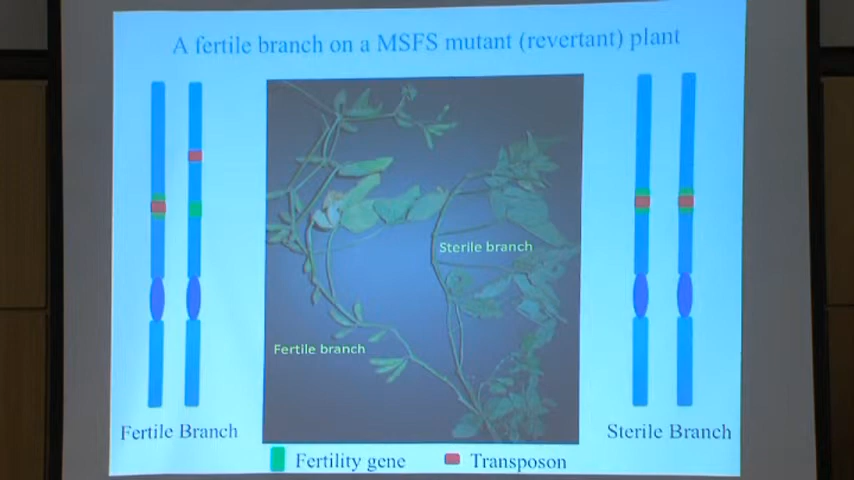 A fertile branch on a MSFS mutant (revertant) plant
Sterile branch
Fertile branch
Fertile Branch
Sterile Branch
Fertility gene
Transposon